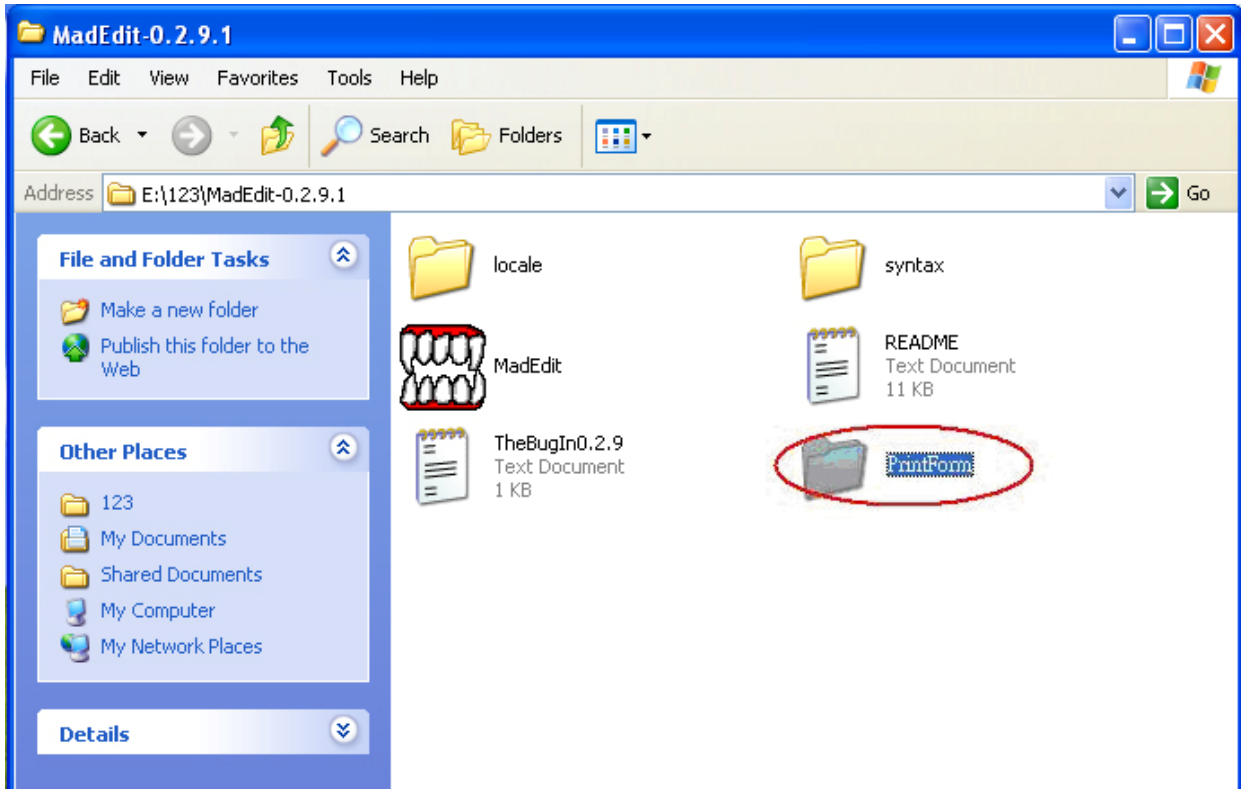 MadEdit-0.2.9.1
File Edit View Favorites Tools Help
Back Search Folders
Address E:\123\MadEdit-0.2.9.1 Go
File and Folder Tasks
Make a new folder
Publish this folder to the
Web
Other Places
123
My Documents
Shared Documents
My Computer
My Network Places
Details
locale
syntax
MadEdit
README
Text Document
11 KB
TheBugIn0.2.9
Text Document
1 KB
PrintForm